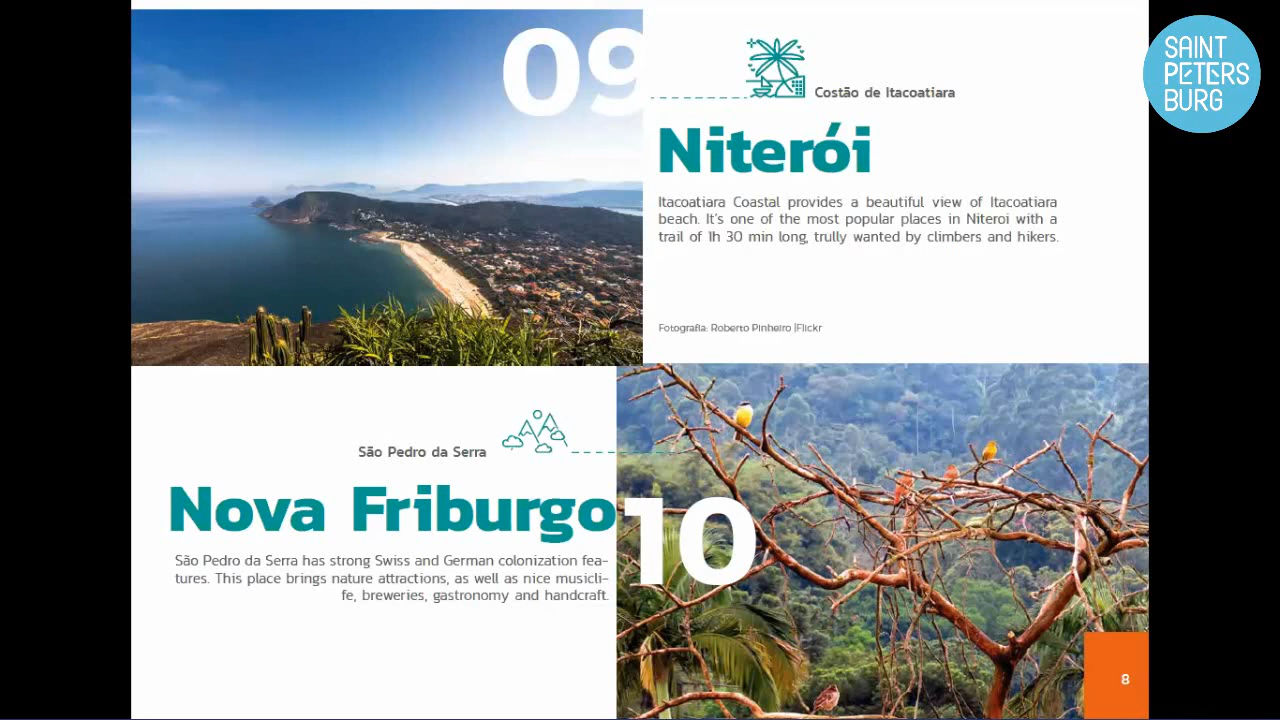 09
Costão de Itacoatiara
Niterói
Itacoatiara Coastal provides a beautiful view of Itacoatiara
beach. It's one of the most popular places in Niteroi with a
trail of 1h 30 min long, trully wanted by climbers and hikers.
Fotografia: Roberto Pinheiro |Flickr
São Pedro da Serra
Nova Friburgo
10
São Pedro da Serra has strong Swiss and German colonization fea-
tures. This place brings nature attractions, as well as nice musicli-
fe, breweries, gastronomy and handcraft.
8
SAINT
PETERS
BURG